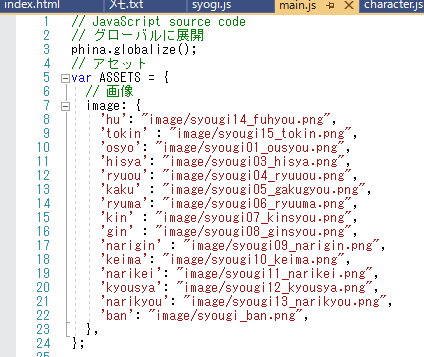 index.html メモ.txt syogi.js main.js character.js
1 // JavaScript source code
2 // グローバルに展開
3 phina.globalize();
4 // アセット
5 var ASSETS = {
6 // 画像
7 image: {
8 'hu': "image/syougi14_fuhyou.png",
9 'tokin' : "image/syougi15_tokin.png",
10 'osyo': "image/syougi01_ousyou.png",
11 'hisya': "image/syougi03_hisya.png",
12 'ryuou': "image/syougi04_ryuuou.png",
13 'kaku' : "image/syougi05_gakugyou.png",
14 'ryuma': "image/syougi06_ryuuma.png",
15 'kin' : "image/syougi07_kinsyou.png",
16 'gin' : "image/syougi08_ginsyou.png",
17 'narigin' : "image/syougi09_narigin.png",
18 'keima': "image/syougi10_keima.png",
19 'narikei': "image/syougi11_narikei.png",
20 'kyousya': "image/syougi12_kyousya.png",
21 'narikyou': "image/syougi13_narikyou.png",
22 'ban': "image/syougi_ban.png",
23 },
24 };